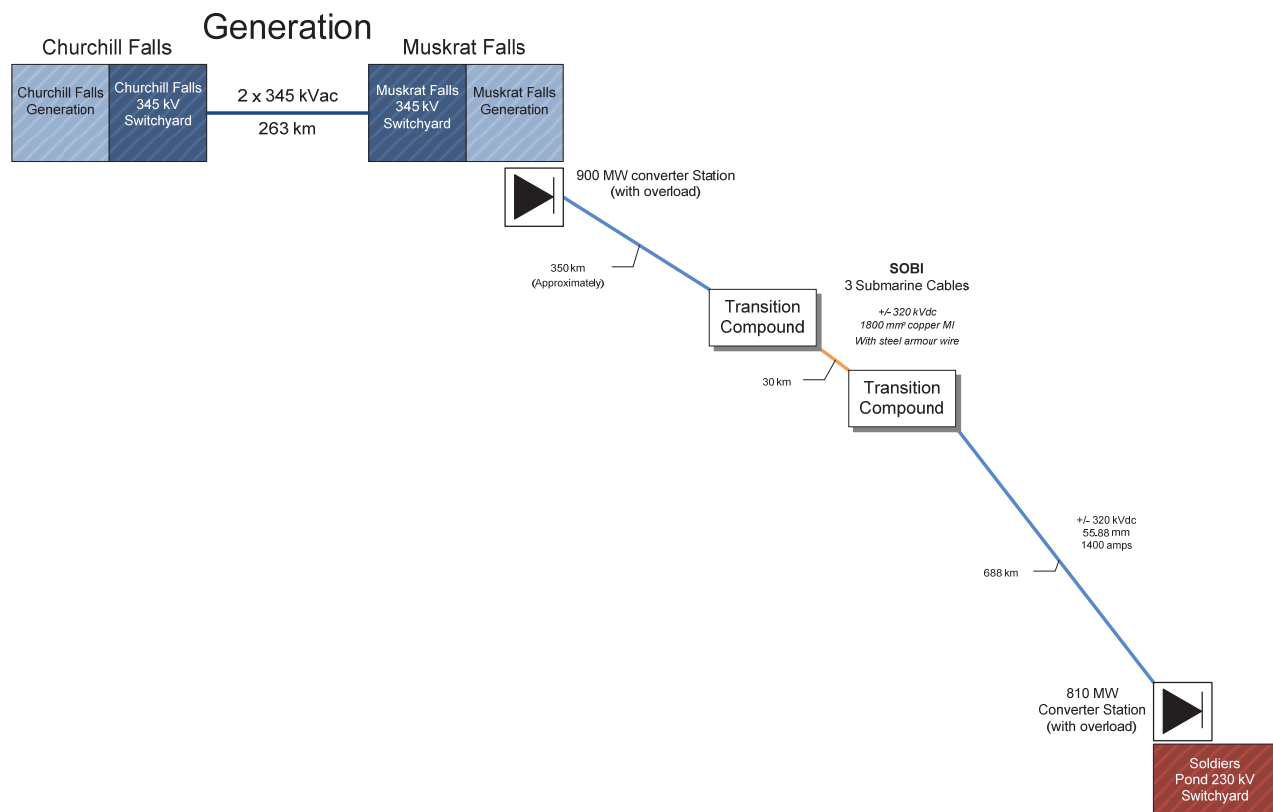 Generation
Churchill Falls
Muskrat Falls
Churchill Falls
Generation
Churchill Falls
345 kV
Switchyard
2 x 345 kVac
263 km
Muskrat Falls
345 kV
Switchyard
Muskrat Falls
Generation
900 MW converter Station
(with overload)
350 km
(Approximately)
SOBI
3 Submarine Cables
+/- 320 kVdc
1800 mm² copper MI
With steel armour wire
Transition
Compound
30 km
Transition
Compound
+/- 320 kVdc
55.88 mm
1400 amps
688 km
810 MW
Converter Station
(with overload)
Soldiers
Pond 230 kV
Switchyard